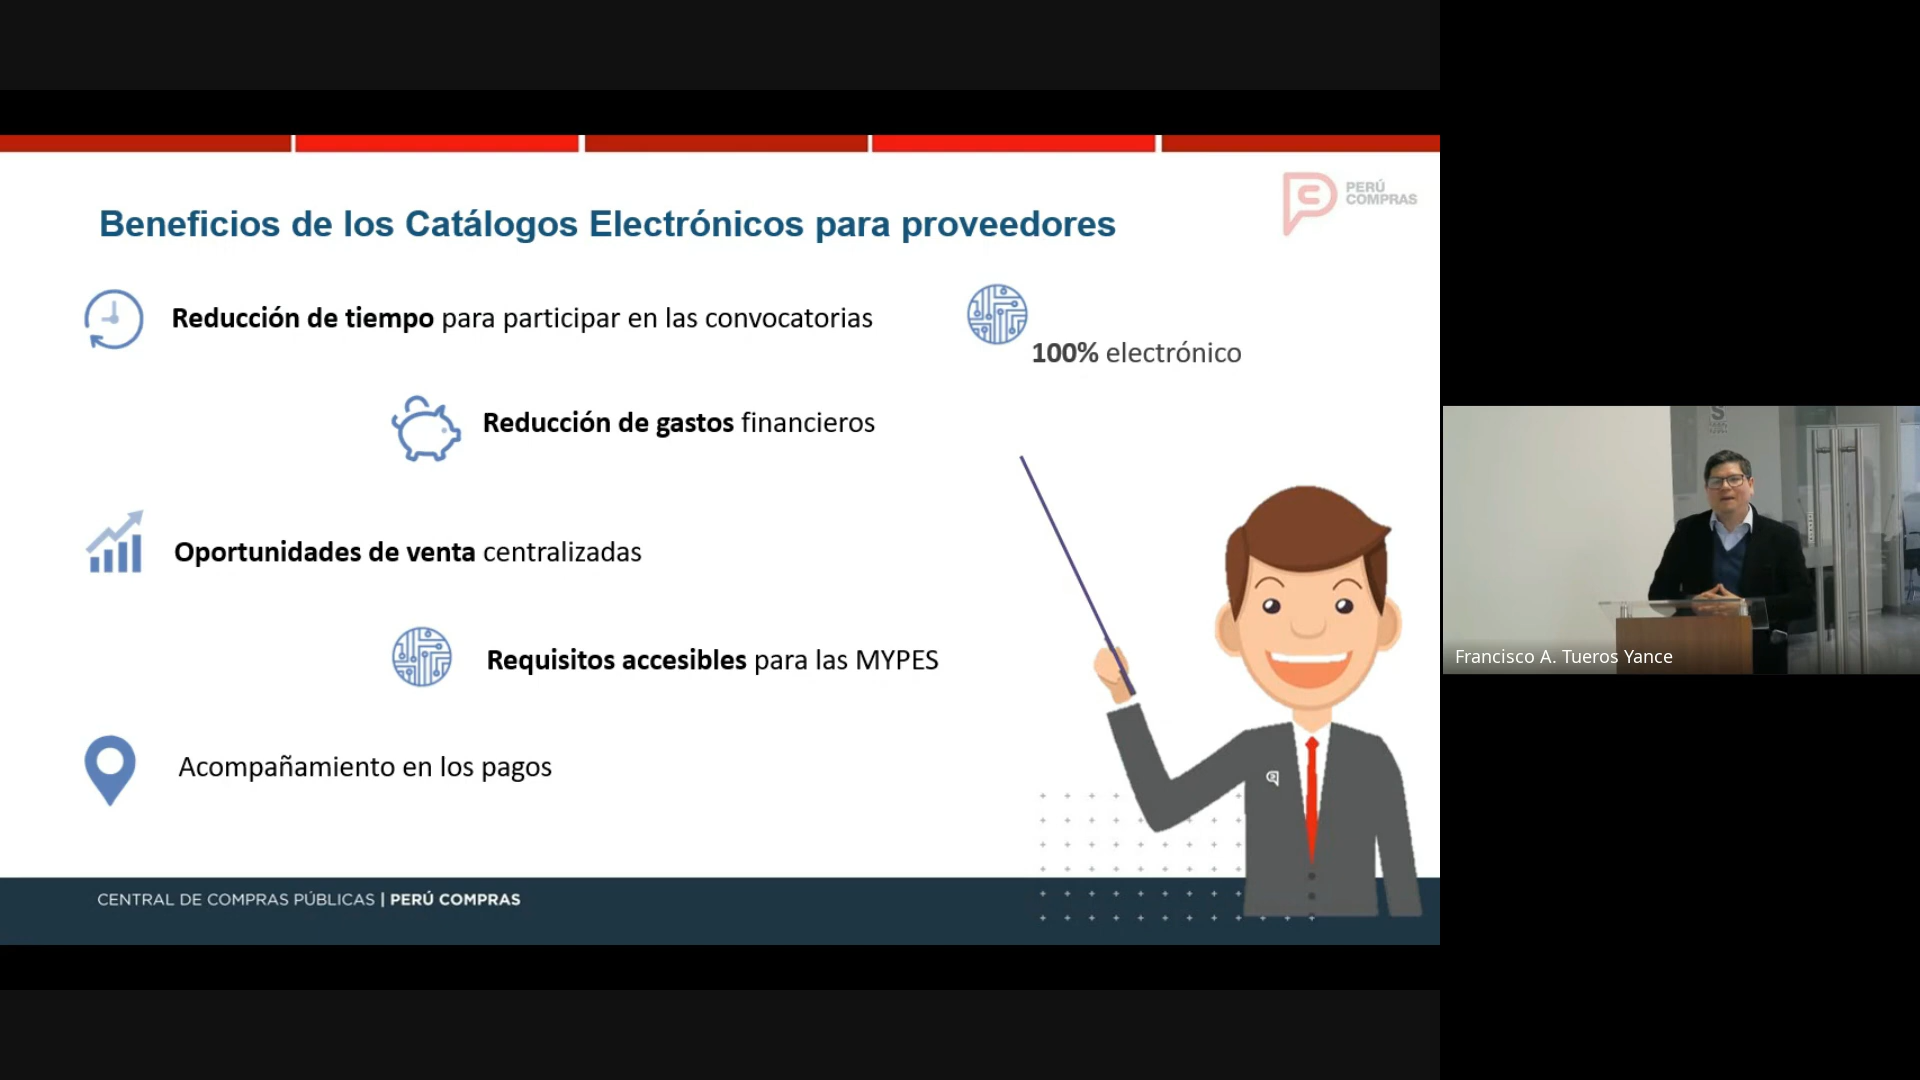 PERÚ
COMPRAS
Beneficios de los Catálogos Electrónicos para proveedores
Reducción de tiempo para participar en las convocatorias
100% electrónico
Reducción de gastos financieros
Oportunidades de venta centralizadas
Requisitos accesibles para las MYPES
Acompañamiento en los pagos
CENTRAL DE COMPRAS PÚBLICAS | PERÚ COMPRAS
S
Francisco A. Tueros Yance